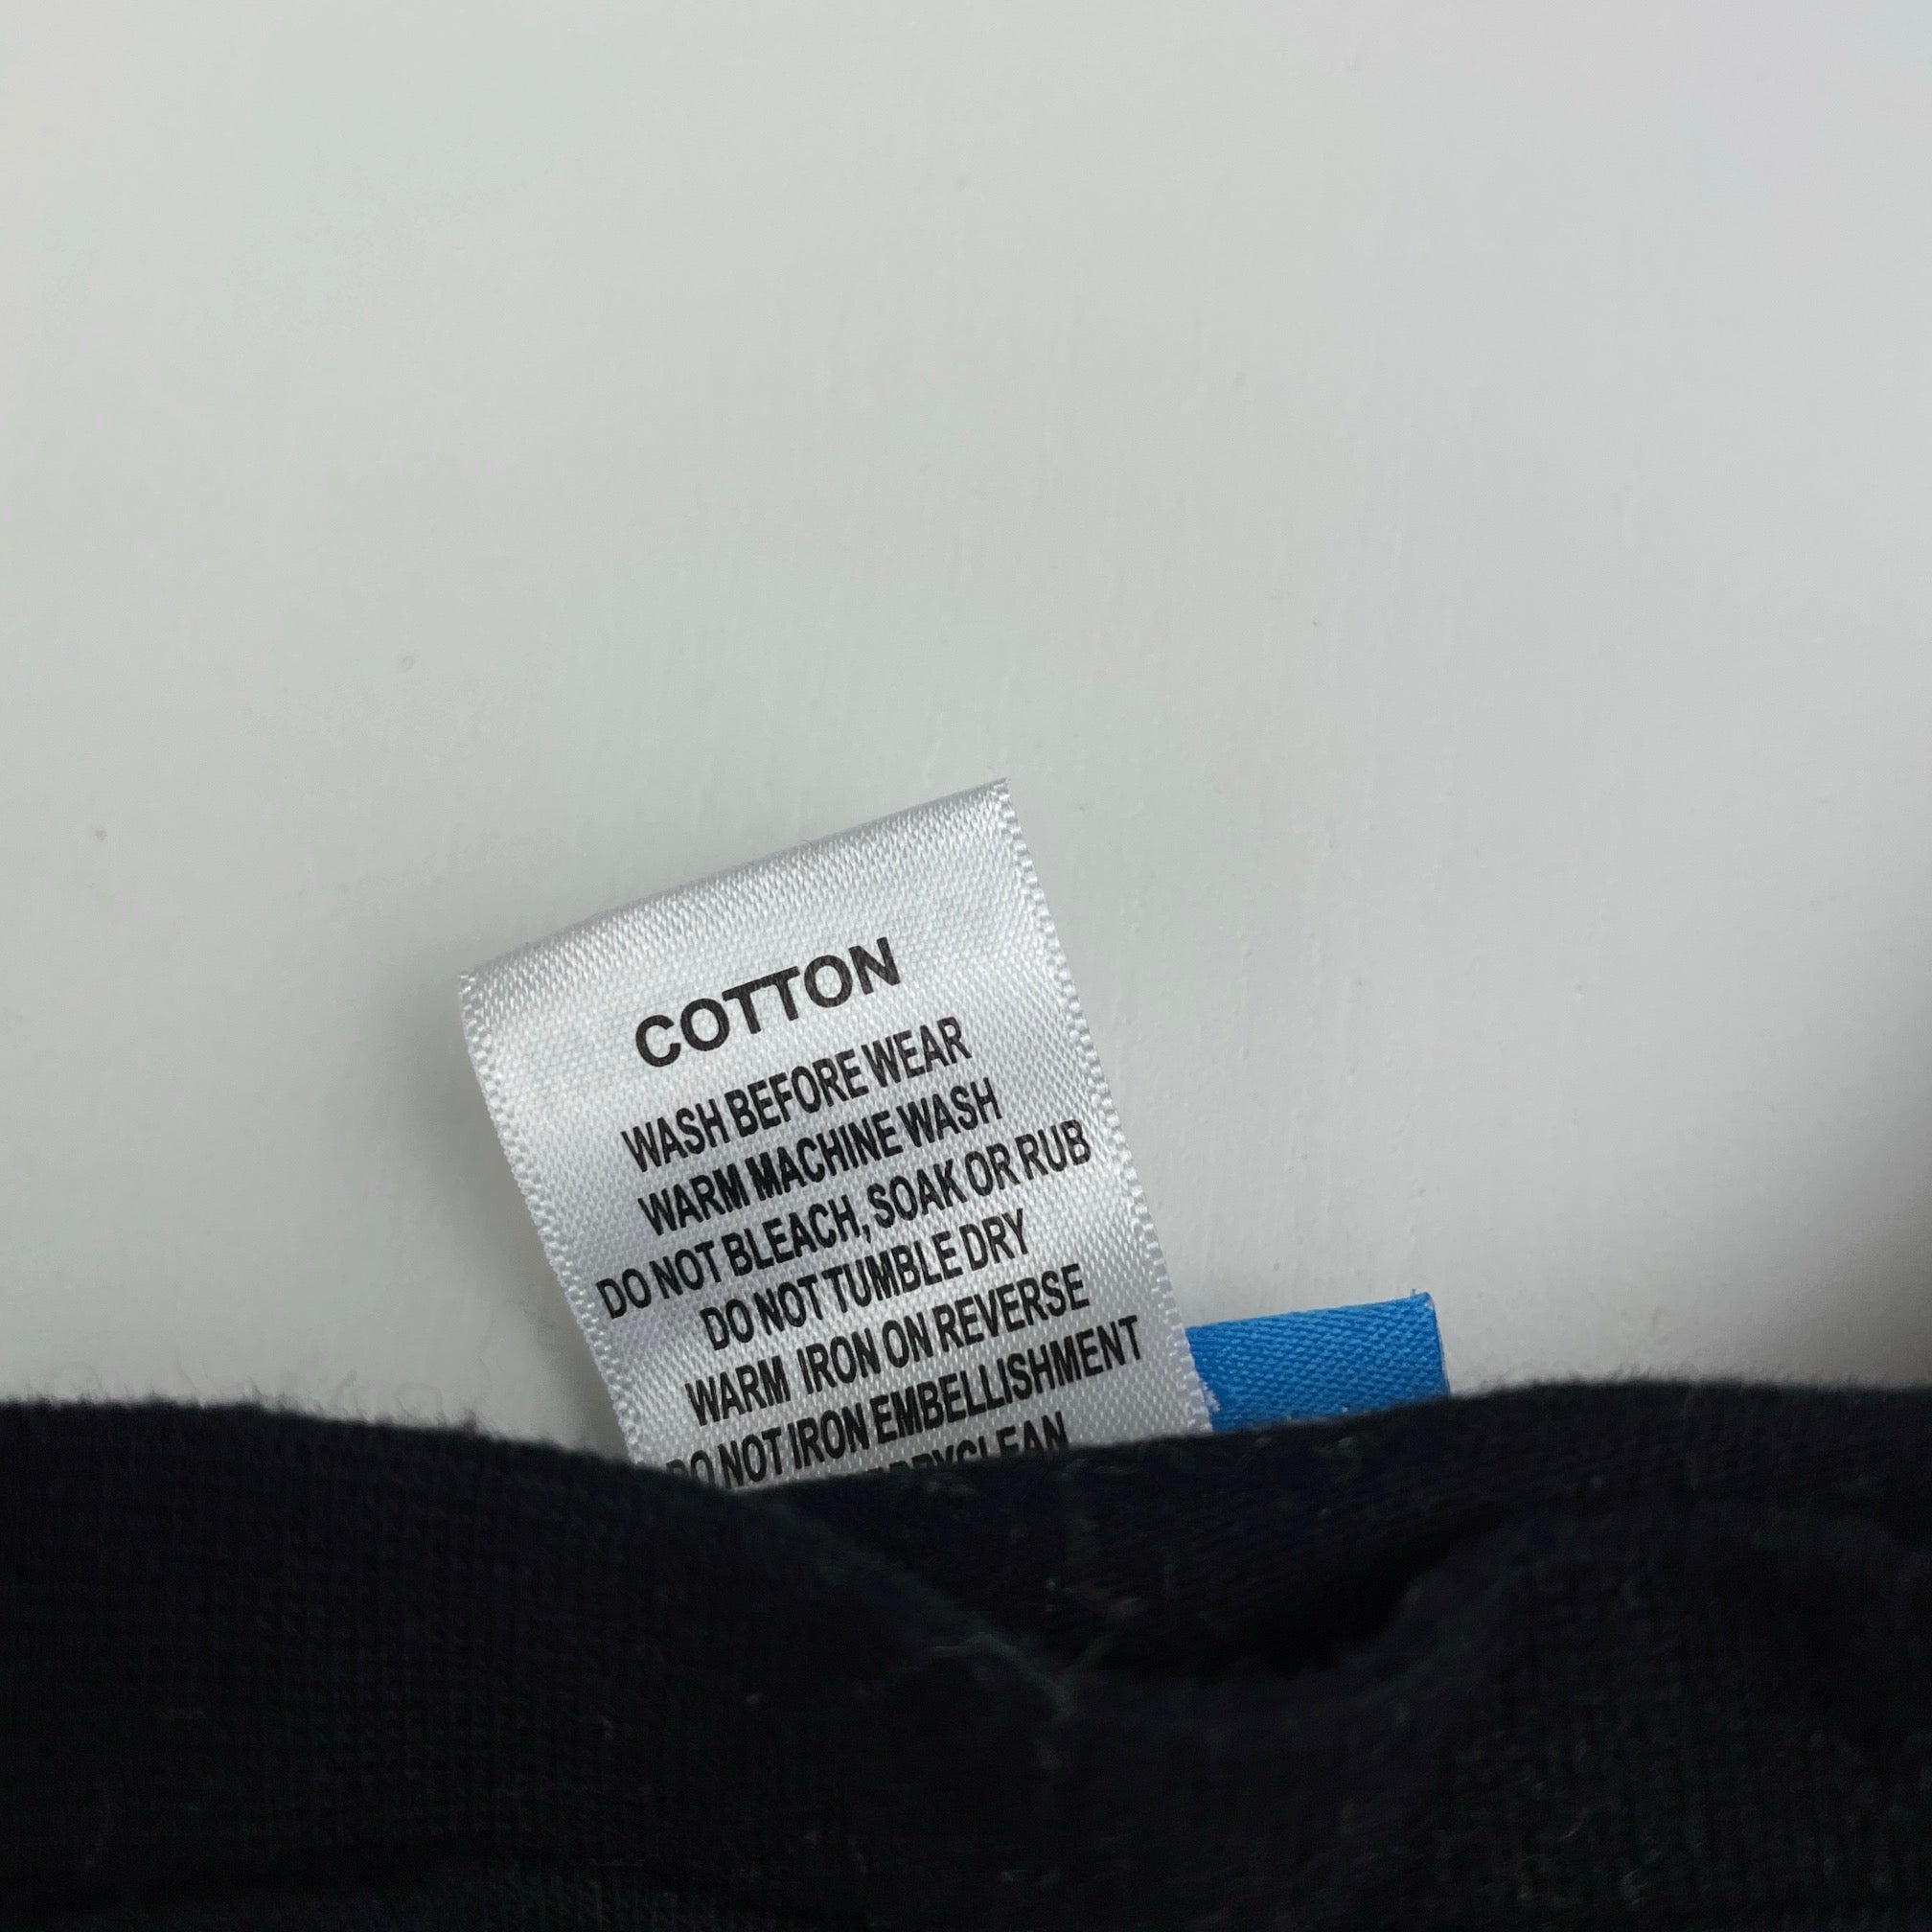 COTTON
WASH BEFORE WEAR
WARM MACHINE WASH
DO NOT BLEACH, SOAK OR RUB
DO NOT TUMBLE DRY
WARM IRON ON REVERSE
DO NOT IRON EMBELLISHMENT
DRYCLEAN